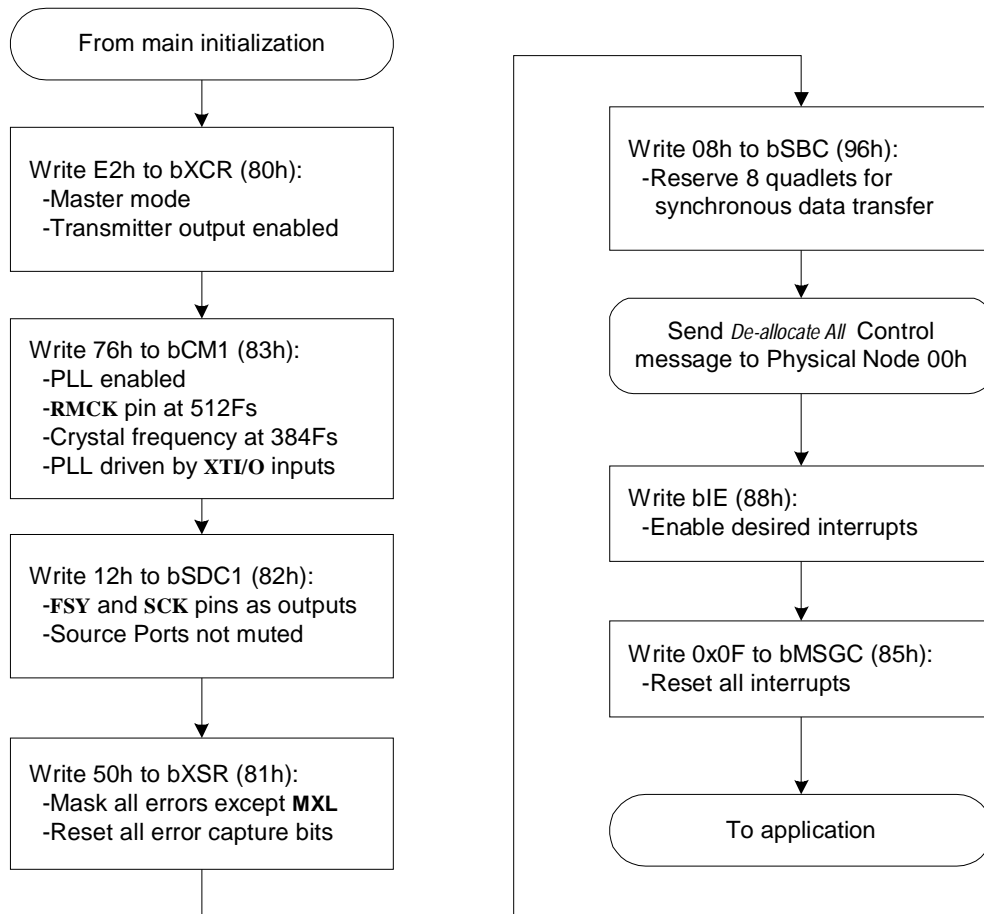 From main initialization
Write E2h to bXCR (80h):
-Master mode
-Transmitter output enabled
Write 76h to bCM1 (83h):
-PLL enabled
-RMCK pin at 512Fs
-Crystal frequency at 384Fs
-PLL driven by XTI/O inputs
Write 12h to bSDC1 (82h):
-FSY and SCK pins as outputs
-Source Ports not muted
Write 50h to bXSR (81h):
-Mask all errors except MXL
-Reset all error capture bits
Write 08h to bSBC (96h):
-Reserve 8 quadlets for
synchronous data transfer
Send De-allocate All Control
message to Physical Node 00h
Write bIE (88h):
-Enable desired interrupts
Write 0x0F to bMSGC (85h):
-Reset all interrupts
To application